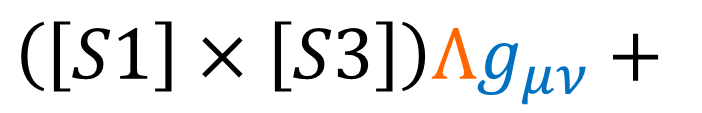 ([S1] × [S3])Λg_μν +